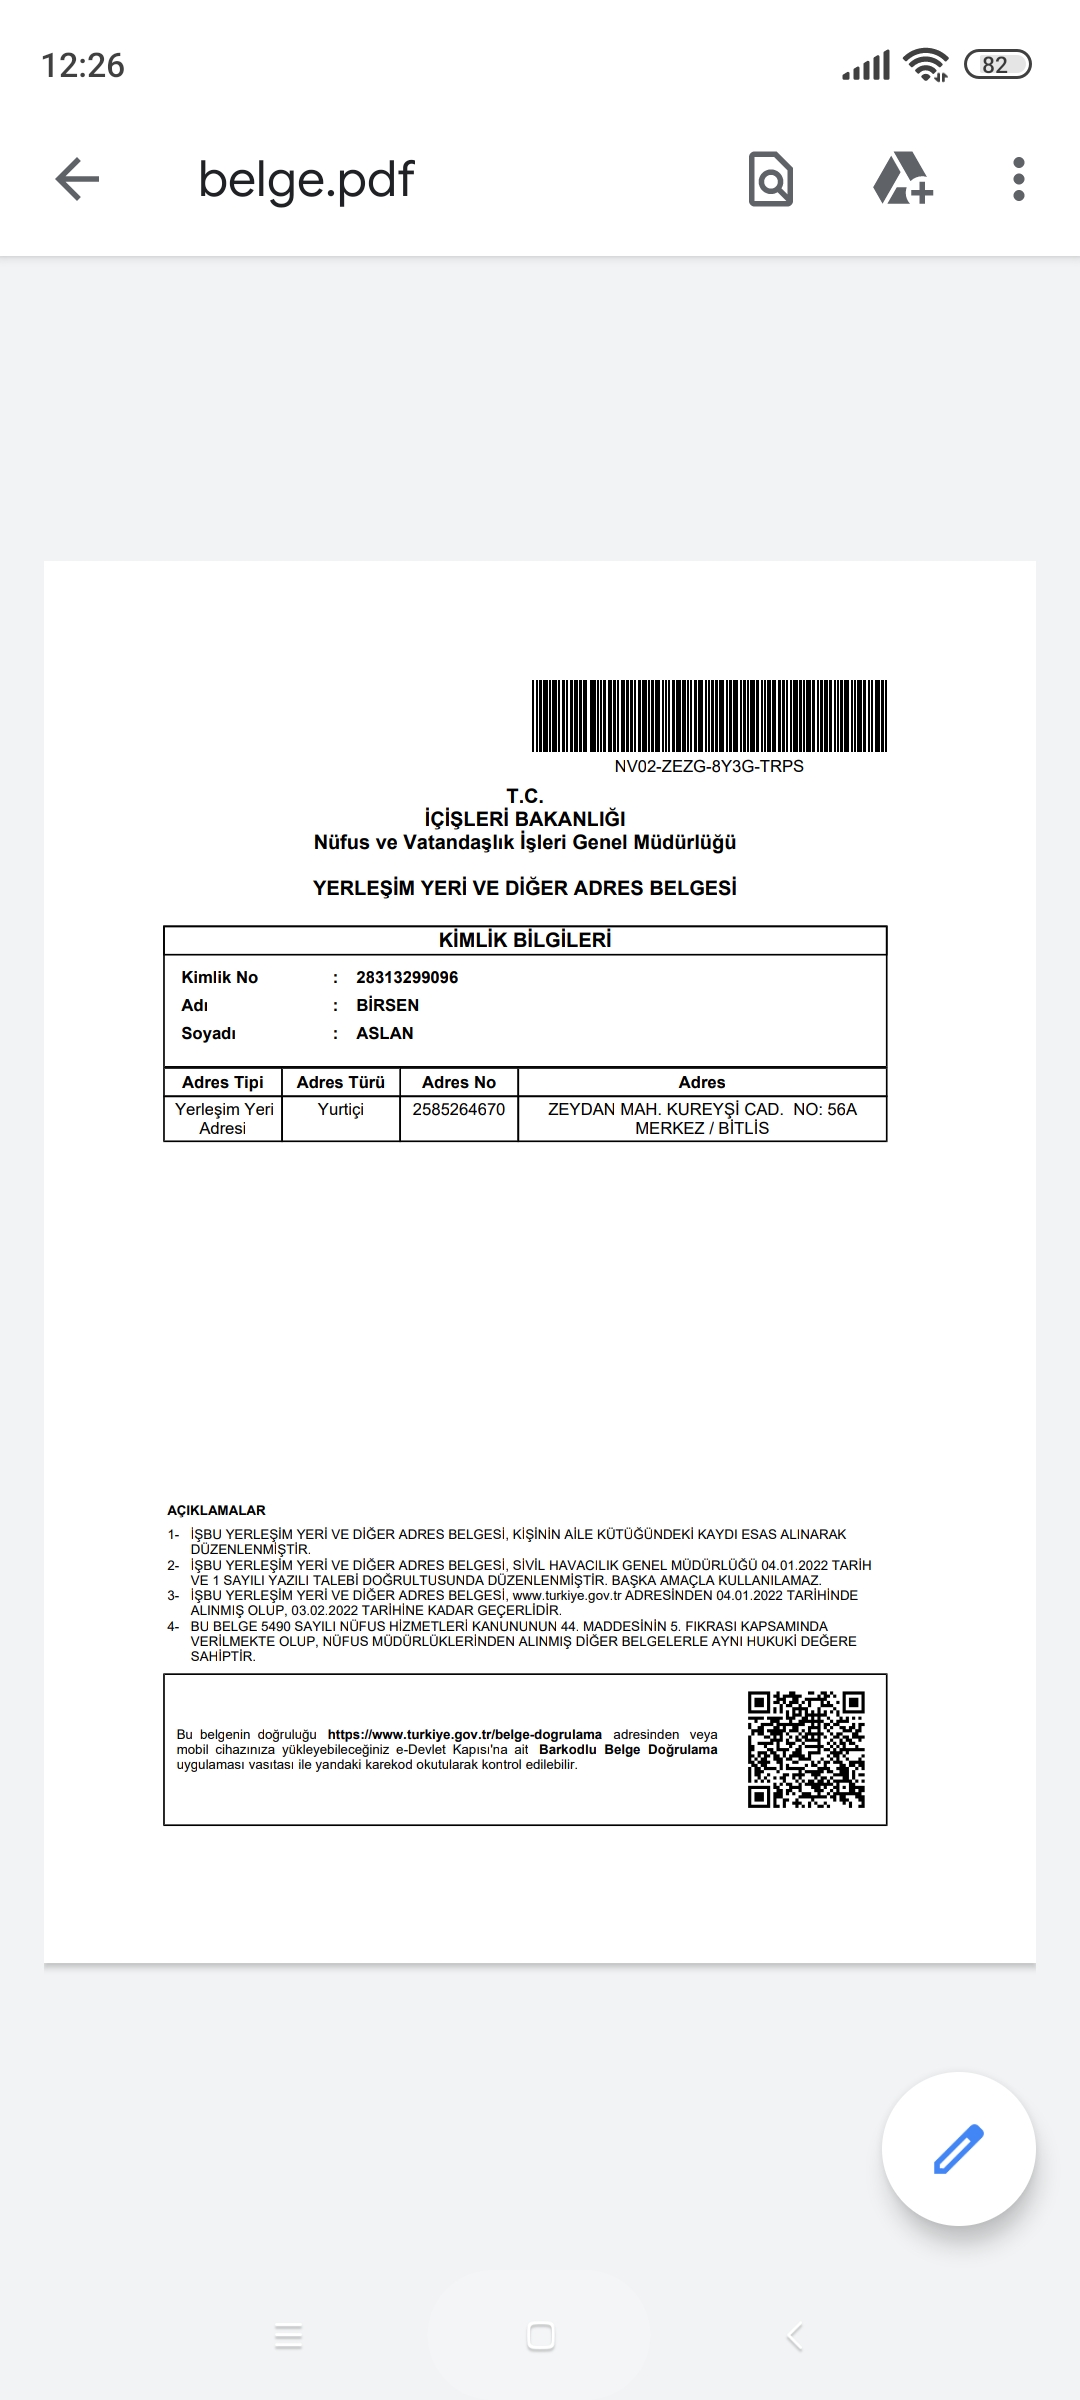 12:26
82
belge.pdf
NV02-ZEZG-8Y3G-TRPS
T.C.
İÇİŞLERİ BAKANLIĞI
Nüfus ve Vatandaşlık İşleri Genel Müdürlüğü
YERLEŞİM YERİ VE DİĞER ADRES BELGESİ
KİMLİK BİLGİLERİ
Kimlik No : 28313299096
Adı : BİRSEN
Soyadı : ASLAN
Adres Tipi Adres Türü Adres No Adres
Yerleşim Yeri Yurtiçi 2585264670 ZEYDAN MAH. KUREYŞİ CAD. NO: 56A
Adresi MERKEZ / BİTLİS
AÇIKLAMALAR
1- İŞBU YERLEŞİM YERİ VE DİĞER ADRES BELGESİ, KİŞİNİN AİLE KÜTÜĞÜNDEKİ KAYDI ESAS ALINARAK
DÜZENLENMİŞTİR.
2- İŞBU YERLEŞİM YERİ VE DİĞER ADRES BELGESİ, SİVİL HAVACILIK GENEL MÜDÜRLÜĞÜ 04.01.2022 TARİH
VE 1 SAYILI YAZILI TALEBİ DOĞRULTUSUNDA DÜZENLENMİŞTİR. BAŞKA AMAÇLA KULLANILAMAZ.
3- İŞBU YERLEŞİM YERİ VE DİĞER ADRES BELGESİ, www.turkiye.gov.tr ADRESİNDEN 04.01.2022 TARİHİNDE
ALINMIŞ OLUP, 03.02.2022 TARİHİNE KADAR GEÇERLİDİR.
4- BU BELGE 5490 SAYILI NÜFUS HİZMETLERİ KANUNUNUN 44. MADDESİNİN 5. FIKRASI KAPSAMINDA
VERİLMEKTE OLUP, NÜFUS MÜDÜRLÜKLERİNDEN ALINMIŞ DİĞER BELGELERLE AYNI HUKUKİ DEĞERE
SAHİPTİR.
Bu belgenin doğruluğu https://www.turkiye.gov.tr/belge-dogrulama adresinden veya
mobil cihazınıza yükleyebileceğiniz e-Devlet Kapısı'na ait Barkodlu Belge Doğrulama
uygulaması vasıtası ile yandaki karekod okutularak kontrol edilebilir.